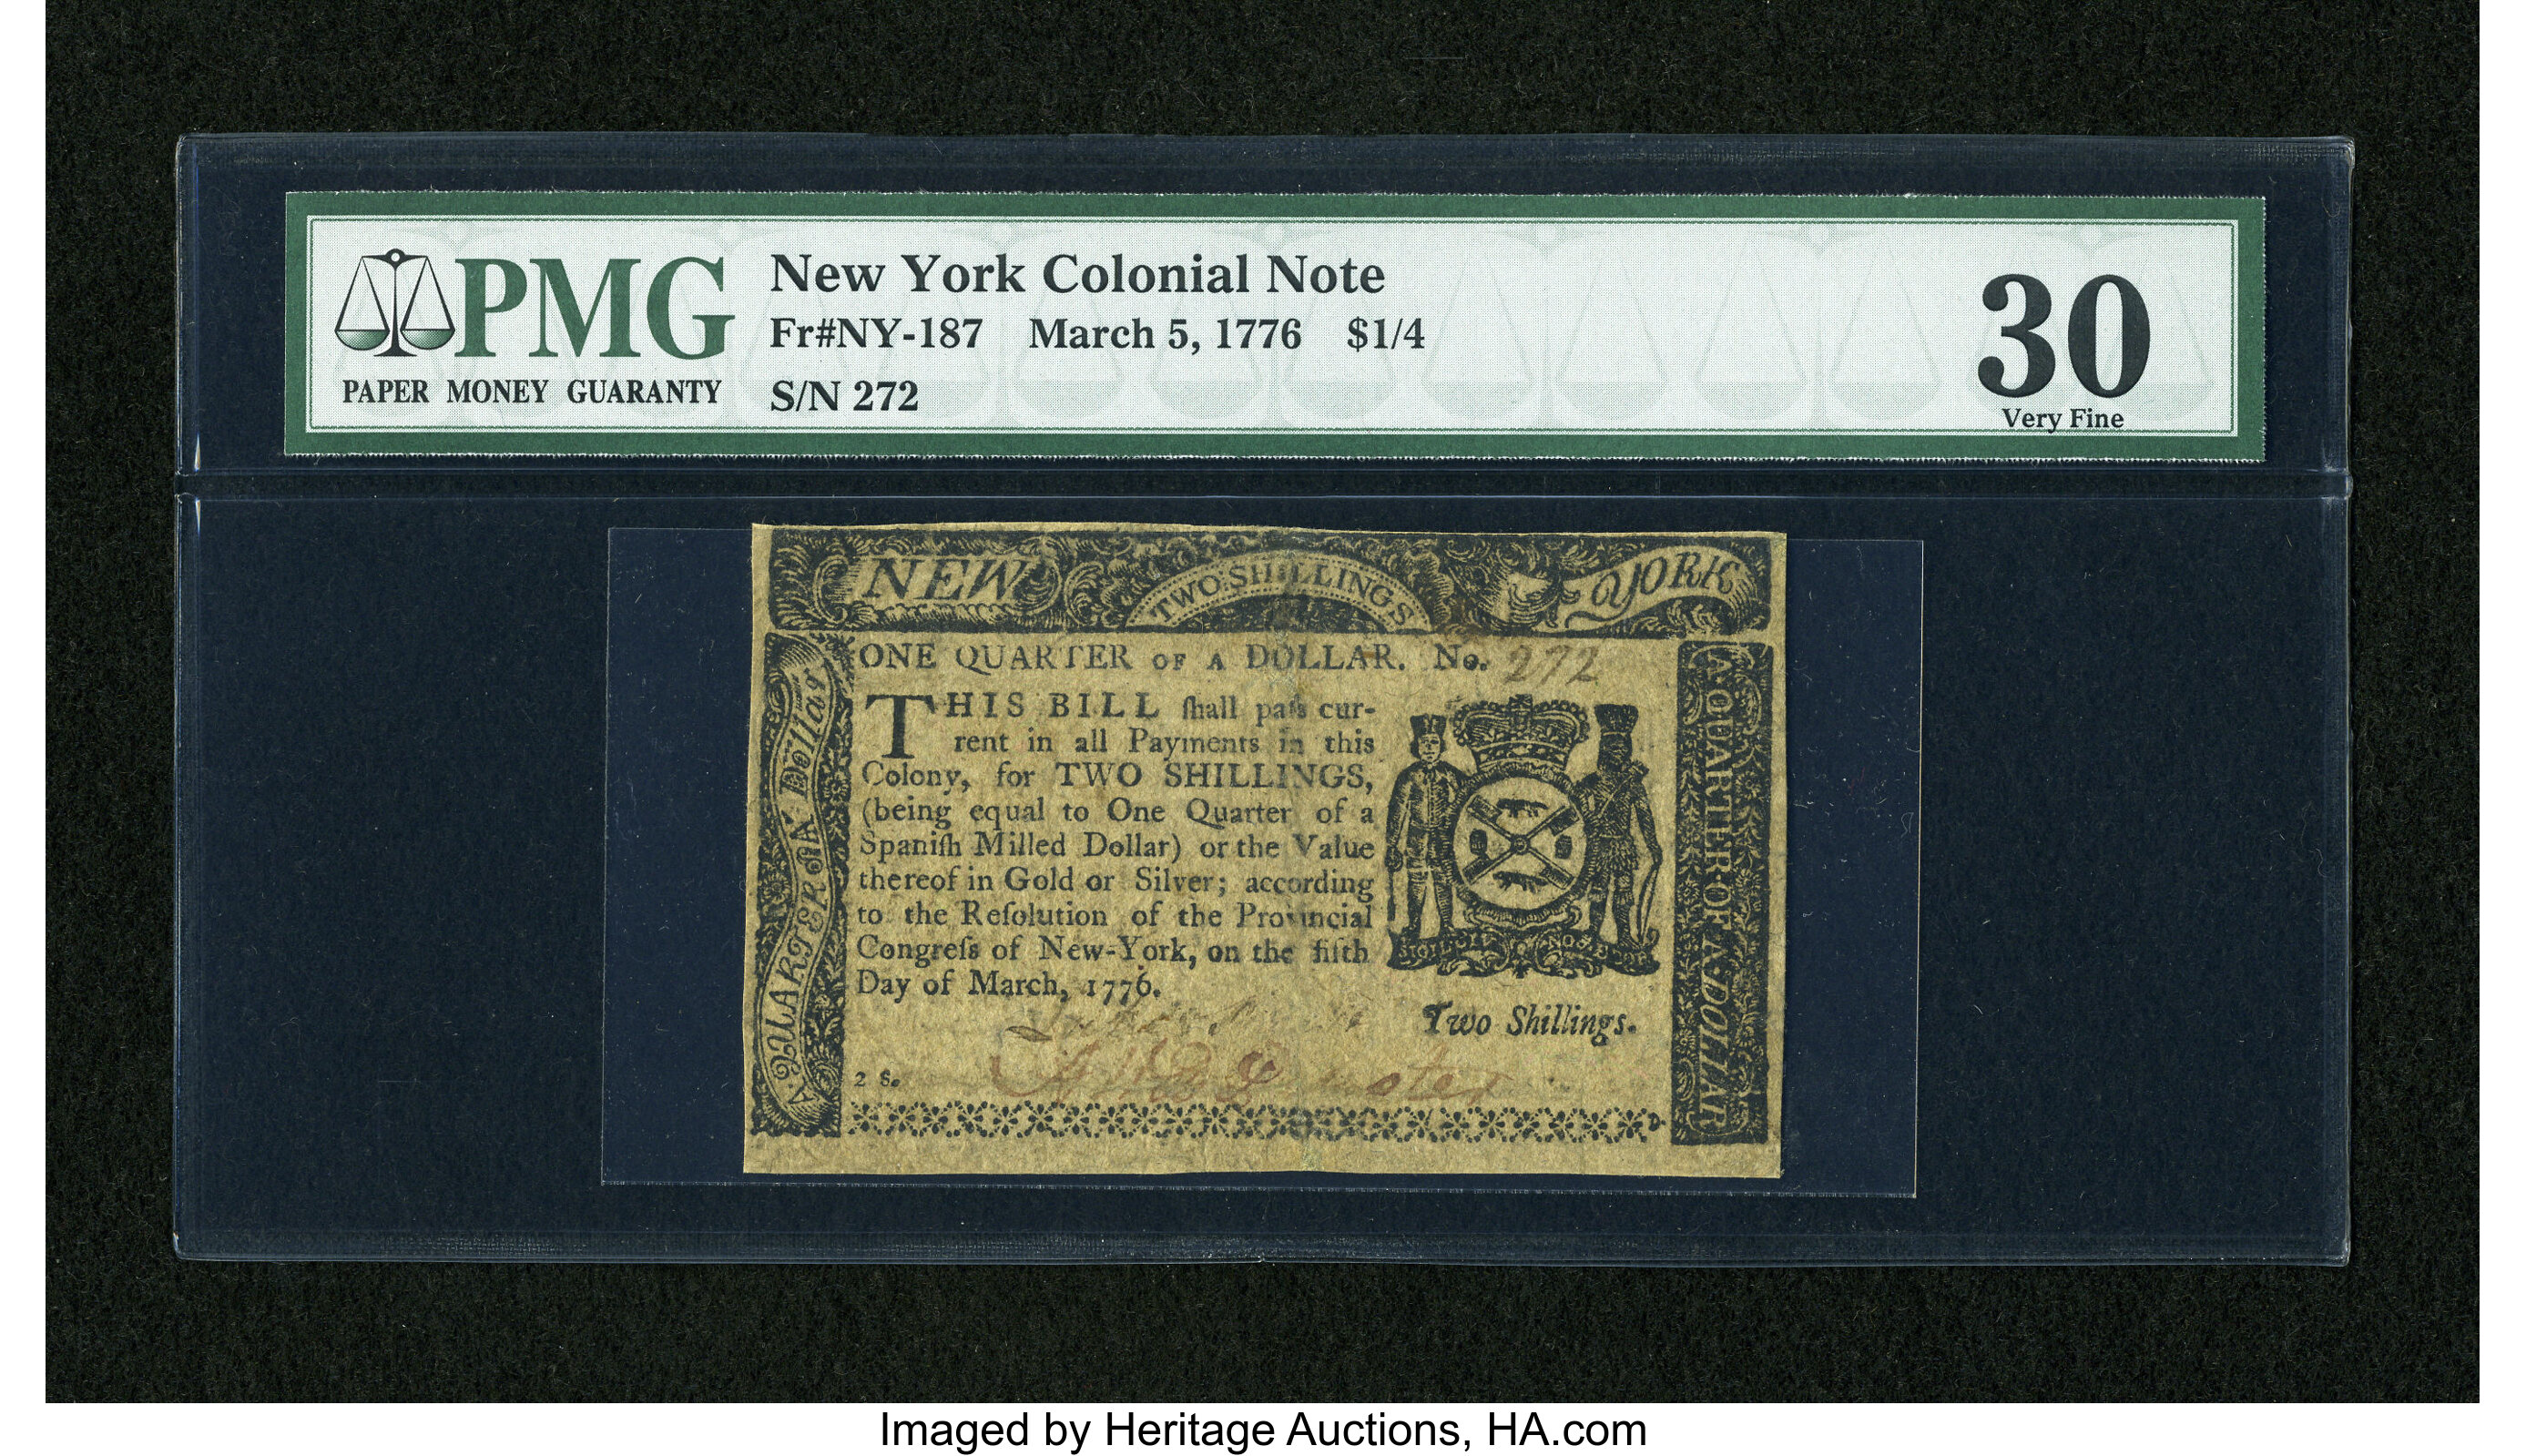 PMG
PAPER MONEY GUARANTY
New York Colonial Note
Fr#NY-187 March 5, 1776 $1/4
S/N 272
30
Very Fine
NEW TWO SHILLINGS YORK
ONE QUARTER OF A DOLLAR. No. 272
THIS BILL ſhall paſs cur-
rent in all Payments in this
Colony, for TWO SHILLINGS,
(being equal to One Quarter of a
Spaniſh Milled Dollar) or the Value
thereof in Gold or Silver; according
to the Reſolution of the Provincial
Congreſs of New-York, on the fifth
Day of March, 1776.
Two Shillings.
2 s.
A QUARTER OF A Dollar
A QUARTER OF A DOLLAR
Imaged by Heritage Auctions, HA.com